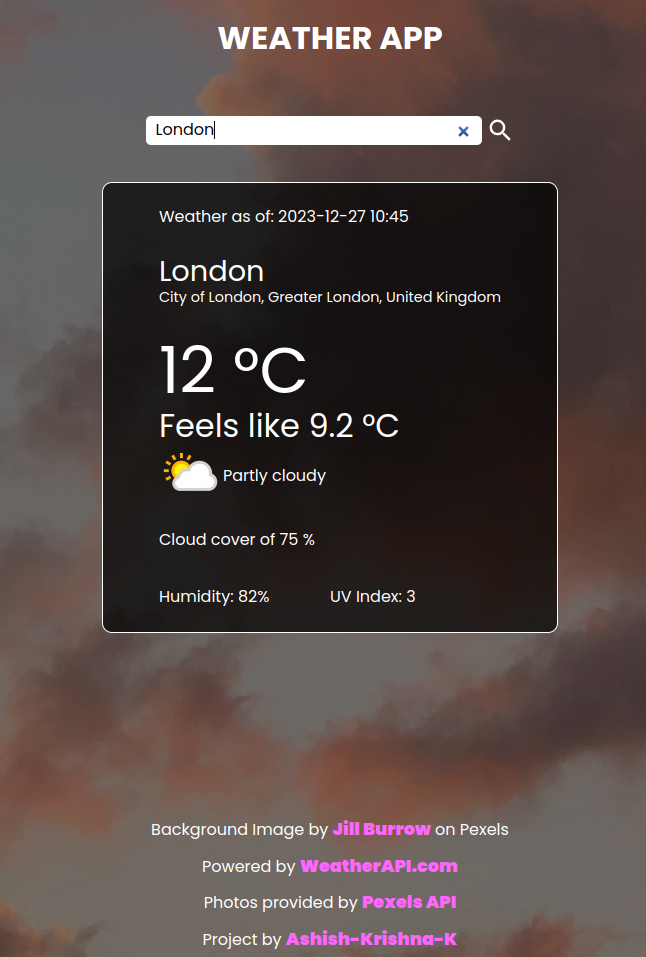 WEATHER APP
London
Weather as of: 2023-12-27 10:45
London
City of London, Greater London, United Kingdom
12 °C
Feels like 9.2 °C
Partly cloudy
Cloud cover of 75 %
Humidity: 82% UV Index: 3
Background Image by Jill Burrow on Pexels
Powered by WeatherAPI.com
Photos provided by Pexels API
Project by Ashish-Krishna-K